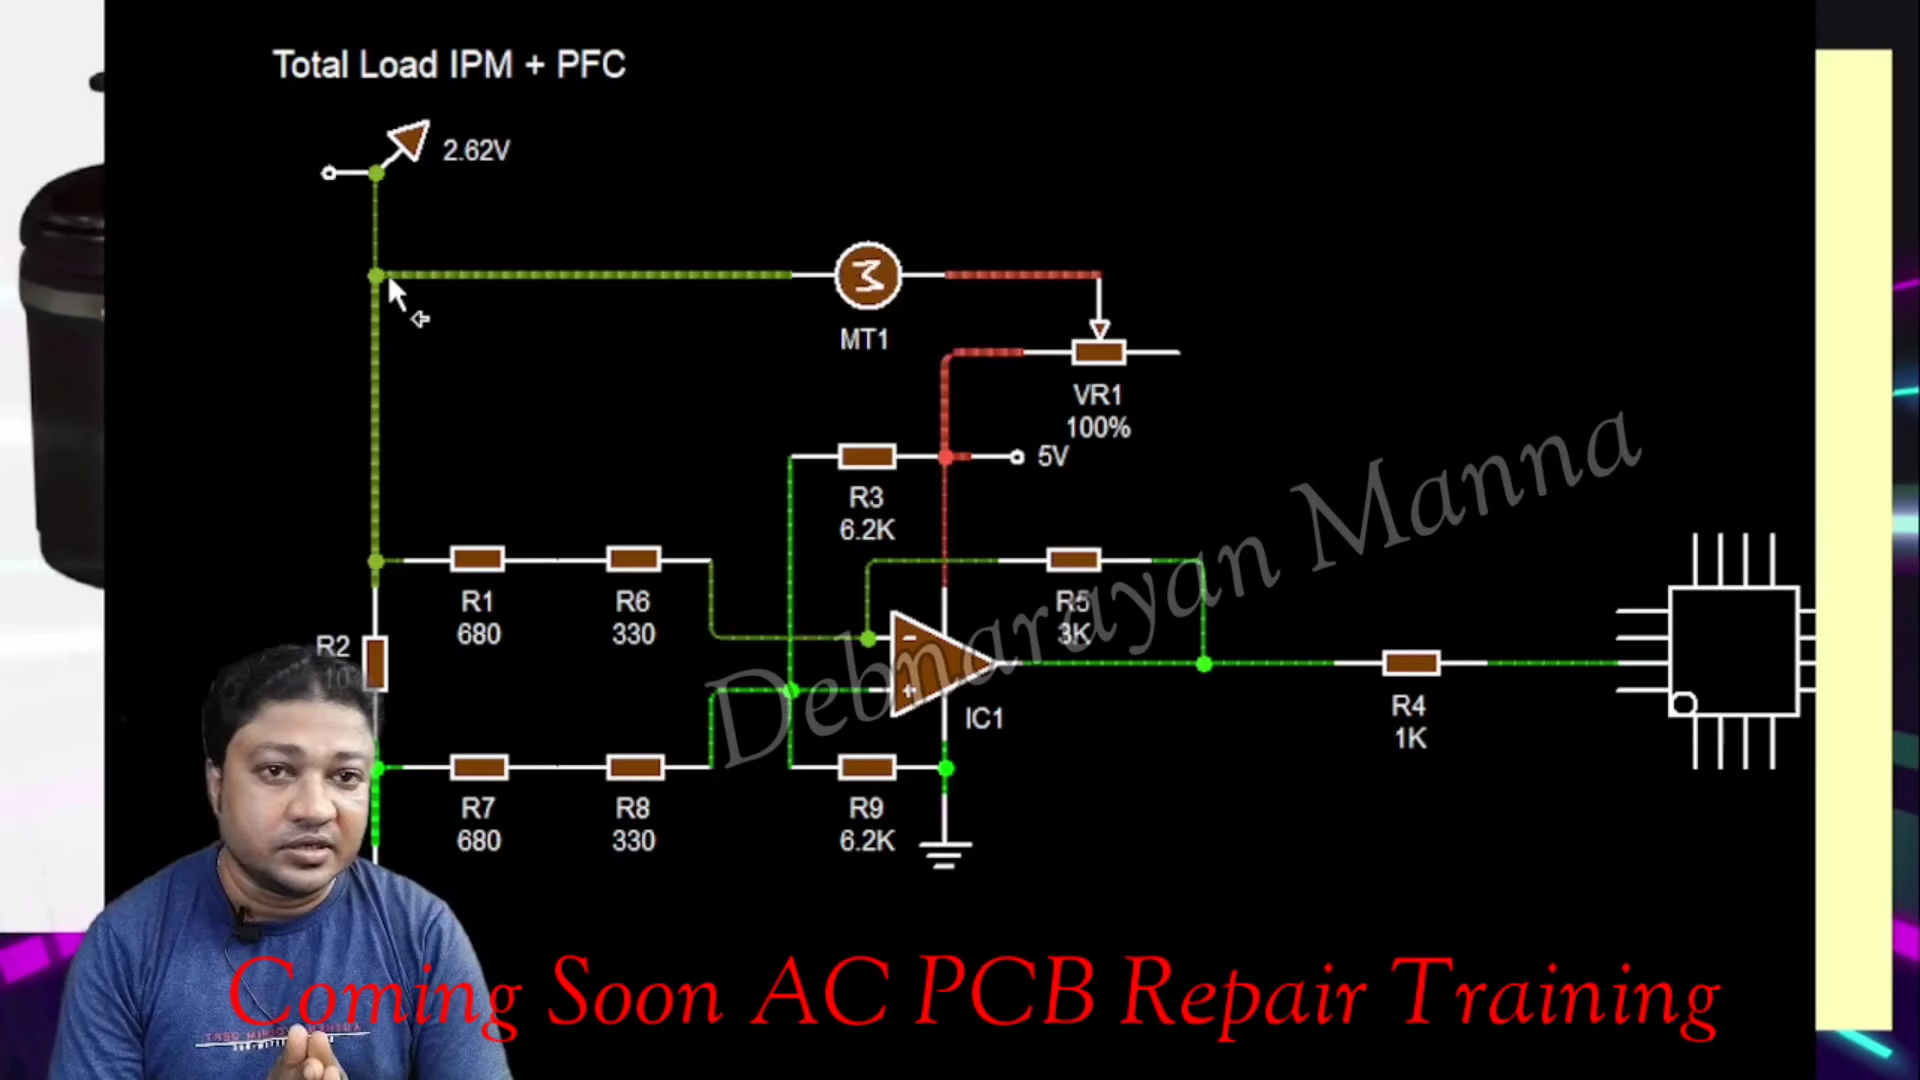 Total Load IPM + PFC
2.62V
MT1
VR1
100%
5V
R3
6.2K
R1
680
R6
330
R5
3K
R2
10
IC1
R4
1K
R7
680
R8
330
R9
6.2K
Debnarayan Manna
Coming Soon AC PCB Repair Training